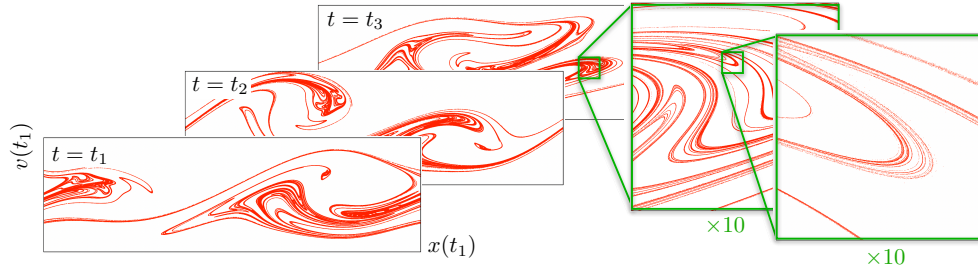 t = t₃
t = t₂
t = t₁
v(t₁)
x(t₁)
×10
×10